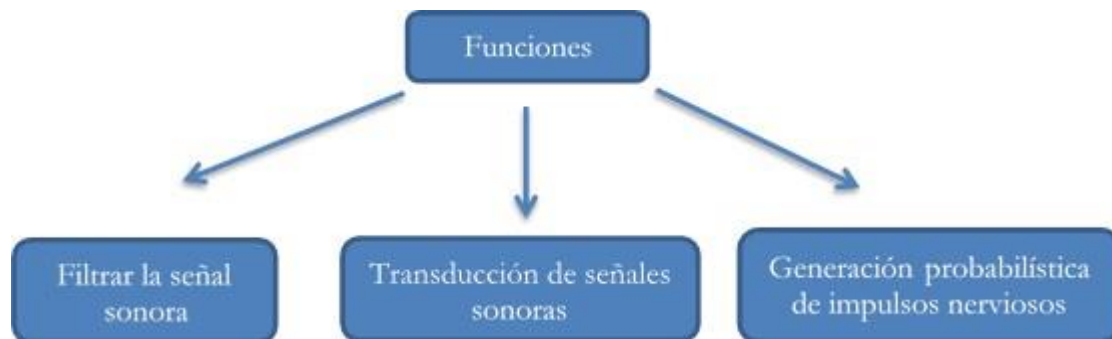 Funciones
Filtrar la señal
sonora
Transducción de señales
sonoras
Generación probabilística
de impulsos nerviosos